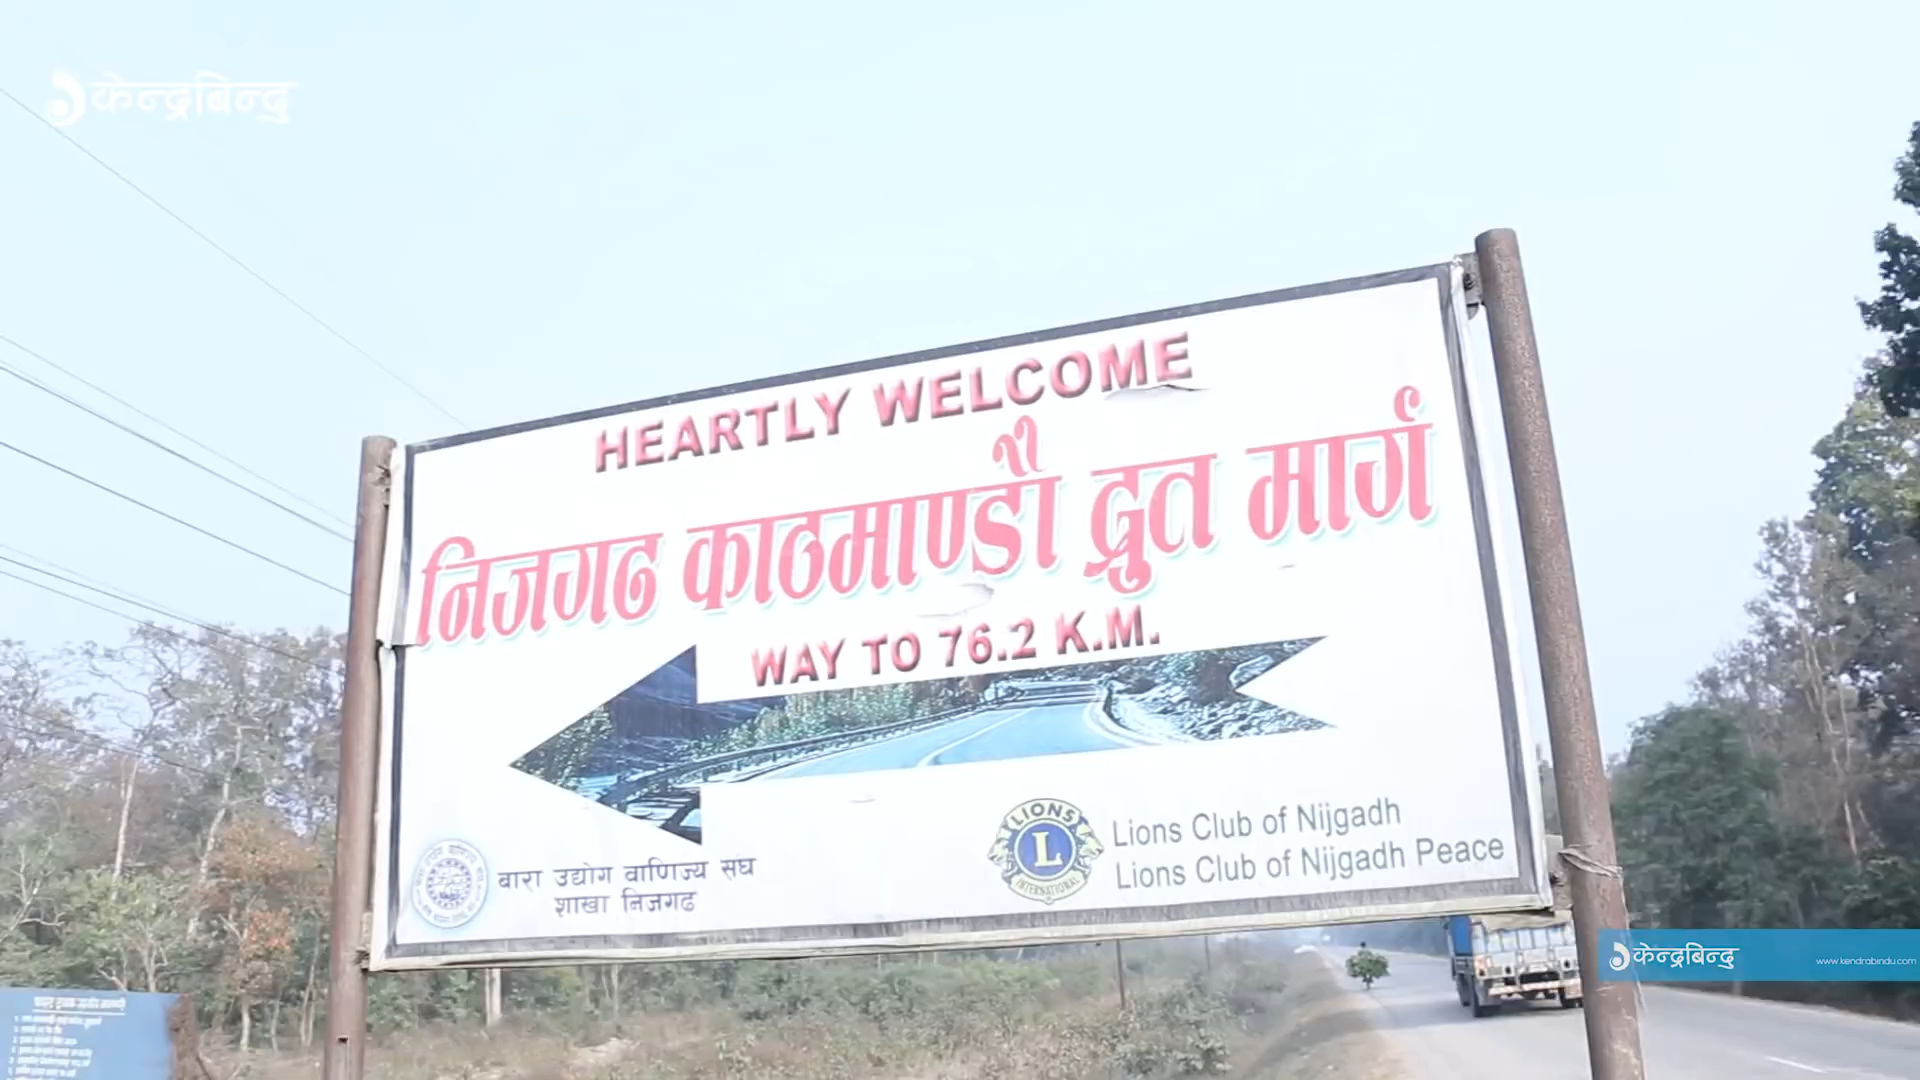 केन्द्रबिन्दु
HEARTLY WELCOME
निजगढ काठमाण्डौ द्रुत मार्ग
WAY TO 76.2 K.M.
बारा उद्योग वाणिज्य संघ
शाखा निजगढ
LIONS
L
INTERNATIONAL
Lions Club of Nijgadh
Lions Club of Nijgadh Peace
केन्द्रबिन्दु
www.kendrabindu.com